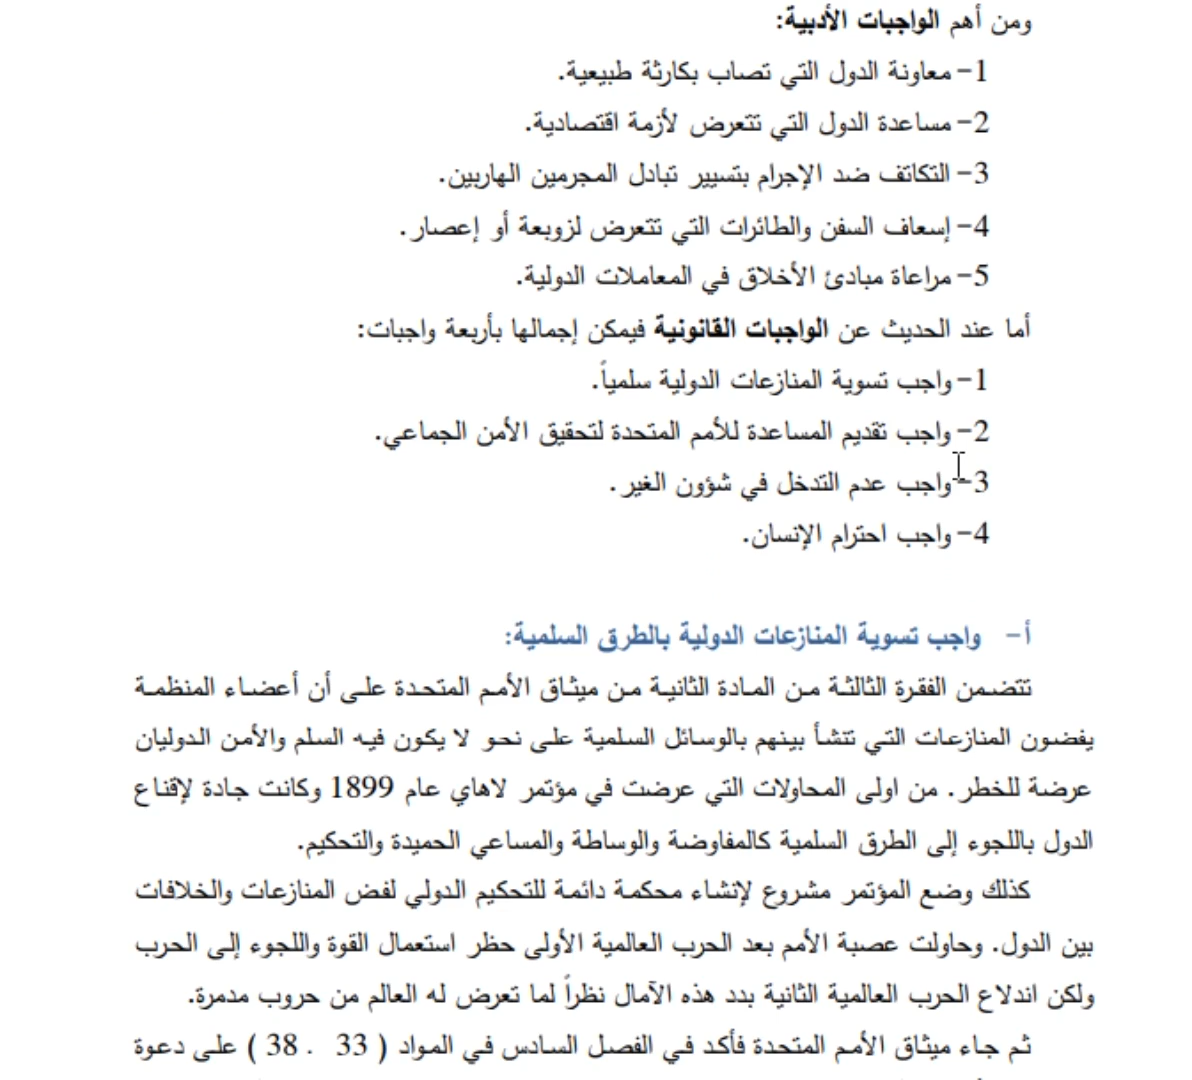 ومن أهم الواجبات الأدبية:
1- معاونة الدول التي تصاب بكارثة طبيعية.
2- مساعدة الدول التي تتعرض لأزمة اقتصادية.
3- التكاتف ضد الإجرام بتسيير تبادل المجرمين الهاربين.
4- إسعاف السفن والطائرات التي تتعرض لزوبعة أو إعصار.
5- مراعاة مبادئ الأخلاق في المعاملات الدولية.
أما عند الحديث عن الواجبات القانونية فيمكن إجمالها بأربعة واجبات:
1- واجب تسوية المنازعات الدولية سلمياً.
2- واجب تقديم المساعدة للأمم المتحدة لتحقيق الأمن الجماعي.
3- واجب عدم التدخل في شؤون الغير.
4- واجب احترام الإنسان.
أ- واجب تسوية المنازعات الدولية بالطرق السلمية:
تتضمن الفقرة الثالثة من المادة الثانية من ميثاق الأمم المتحدة على أن أعضاء المنظمة
يفضون المنازعات التي تنشأ بينهم بالوسائل السلمية على نحو لا يكون فيه السلم والأمن الدوليان
عرضة للخطر. من اولى المحاولات التي عرضت في مؤتمر لاهاي عام 1899 وكانت جادة لإقناع
الدول باللجوء إلى الطرق السلمية كالمفاوضة والوساطة والمساعي الحميدة والتحكيم.
كذلك وضع المؤتمر مشروع لإنشاء محكمة دائمة للتحكيم الدولي لفض المنازعات والخلافات
بين الدول. وحاولت عصبة الأمم بعد الحرب العالمية الأولى حظر استعمال القوة واللجوء إلى الحرب
ولكن اندلاع الحرب العالمية الثانية بدد هذه الآمال نظراً لما تعرض له العالم من حروب مدمرة.
ثم جاء ميثاق الأمم المتحدة فأكد في الفصل السادس في المواد ( 33 . 38 ) على دعوة